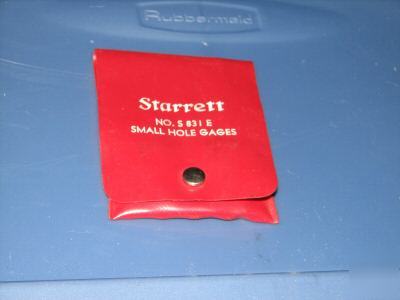 Rubbermaid
Starrett
NO. S 831 E
SMALL HOLE GAGES